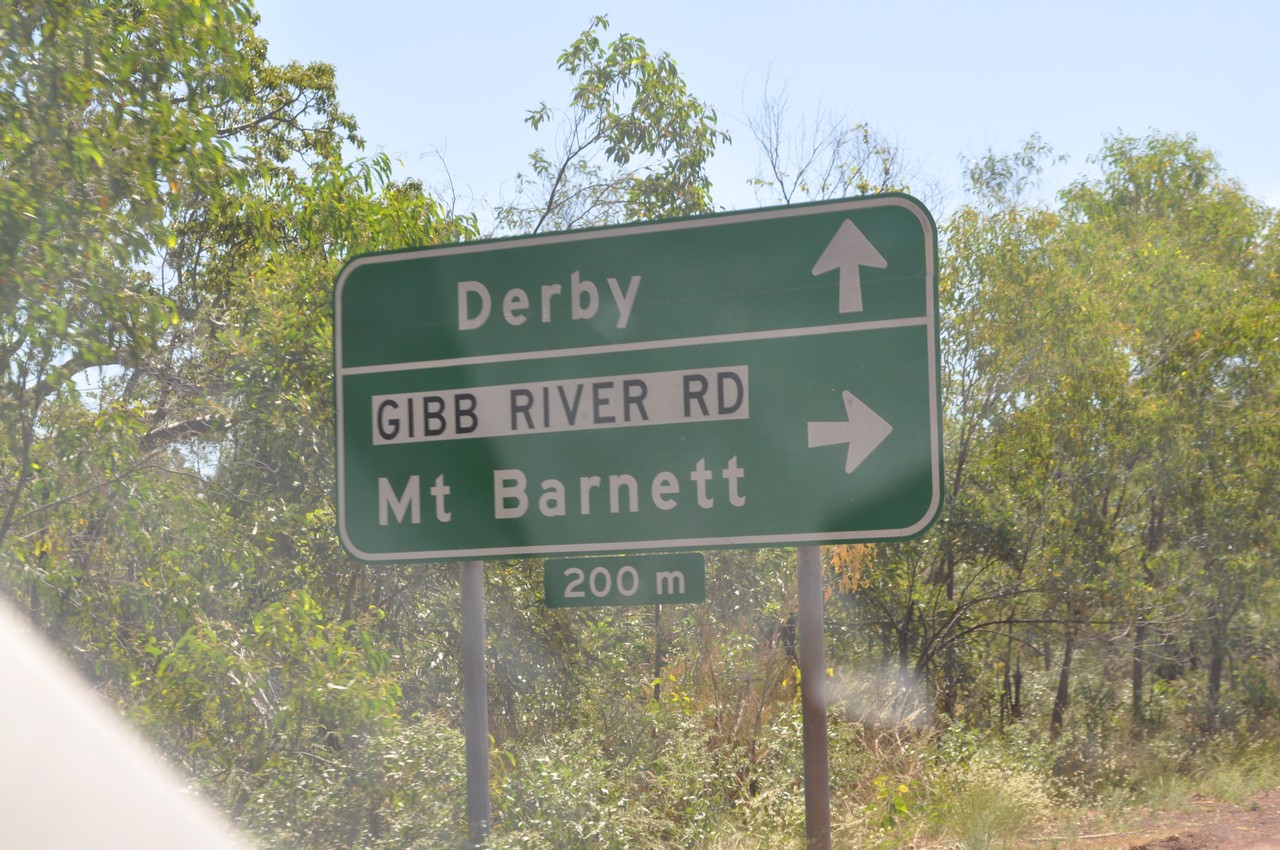 Derby
GIBB RIVER RD
Mt Barnett
200 m